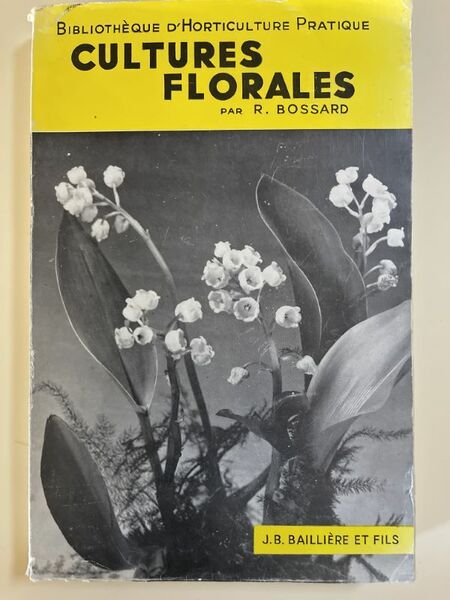 BIBLIOTHÈQUE D'HORTICULTURE PRATIQUE
CULTURES
FLORALES
PAR R. BOSSARD
J.B. BAILLIÈRE ET FILS